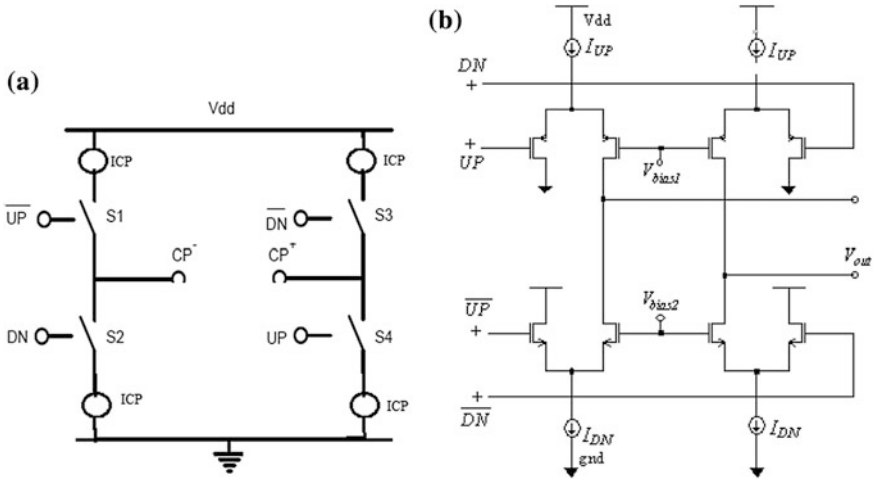 (a)
Vdd
ICP
ICP
UP̅
S1
DN̅
S3
CP⁻
CP⁺
DN
S2
UP
S4
ICP
ICP
(b)
Vdd
I_UP
I_UP
DN
+
+
UP
V_bias1
V_out
UP̅
+
V_bias2
+
DN̅
I_DN
gnd
I_DN